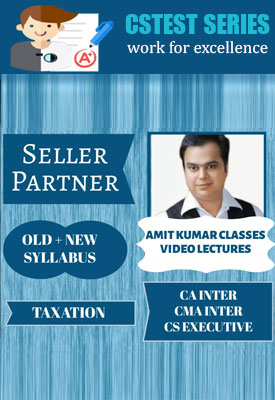 CSTEST SERIES
work for excellence
A+
SELLER
PARTNER
AMIT KUMAR CLASSES
VIDEO LECTURES
OLD + NEW
SYLLABUS
TAXATION
CA INTER
CMA INTER
CS EXECUTIVE